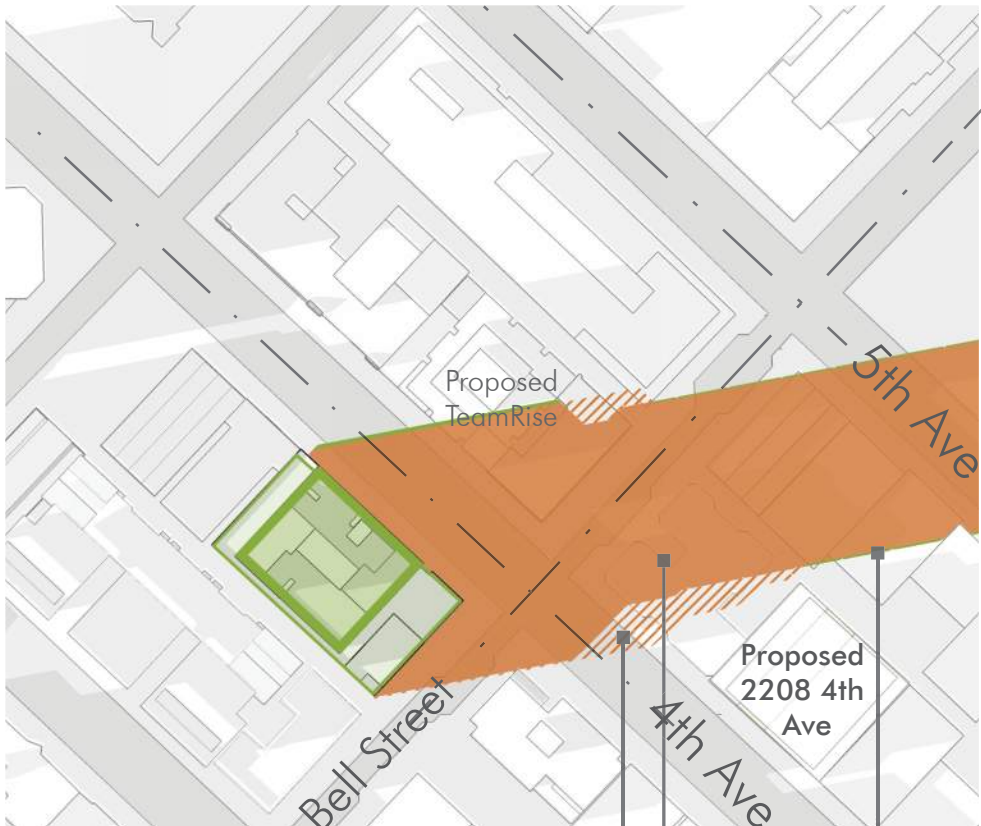 Proposed
TeamRise
5th Ave
Proposed
2208 4th
Ave
4th Ave
Bell Street